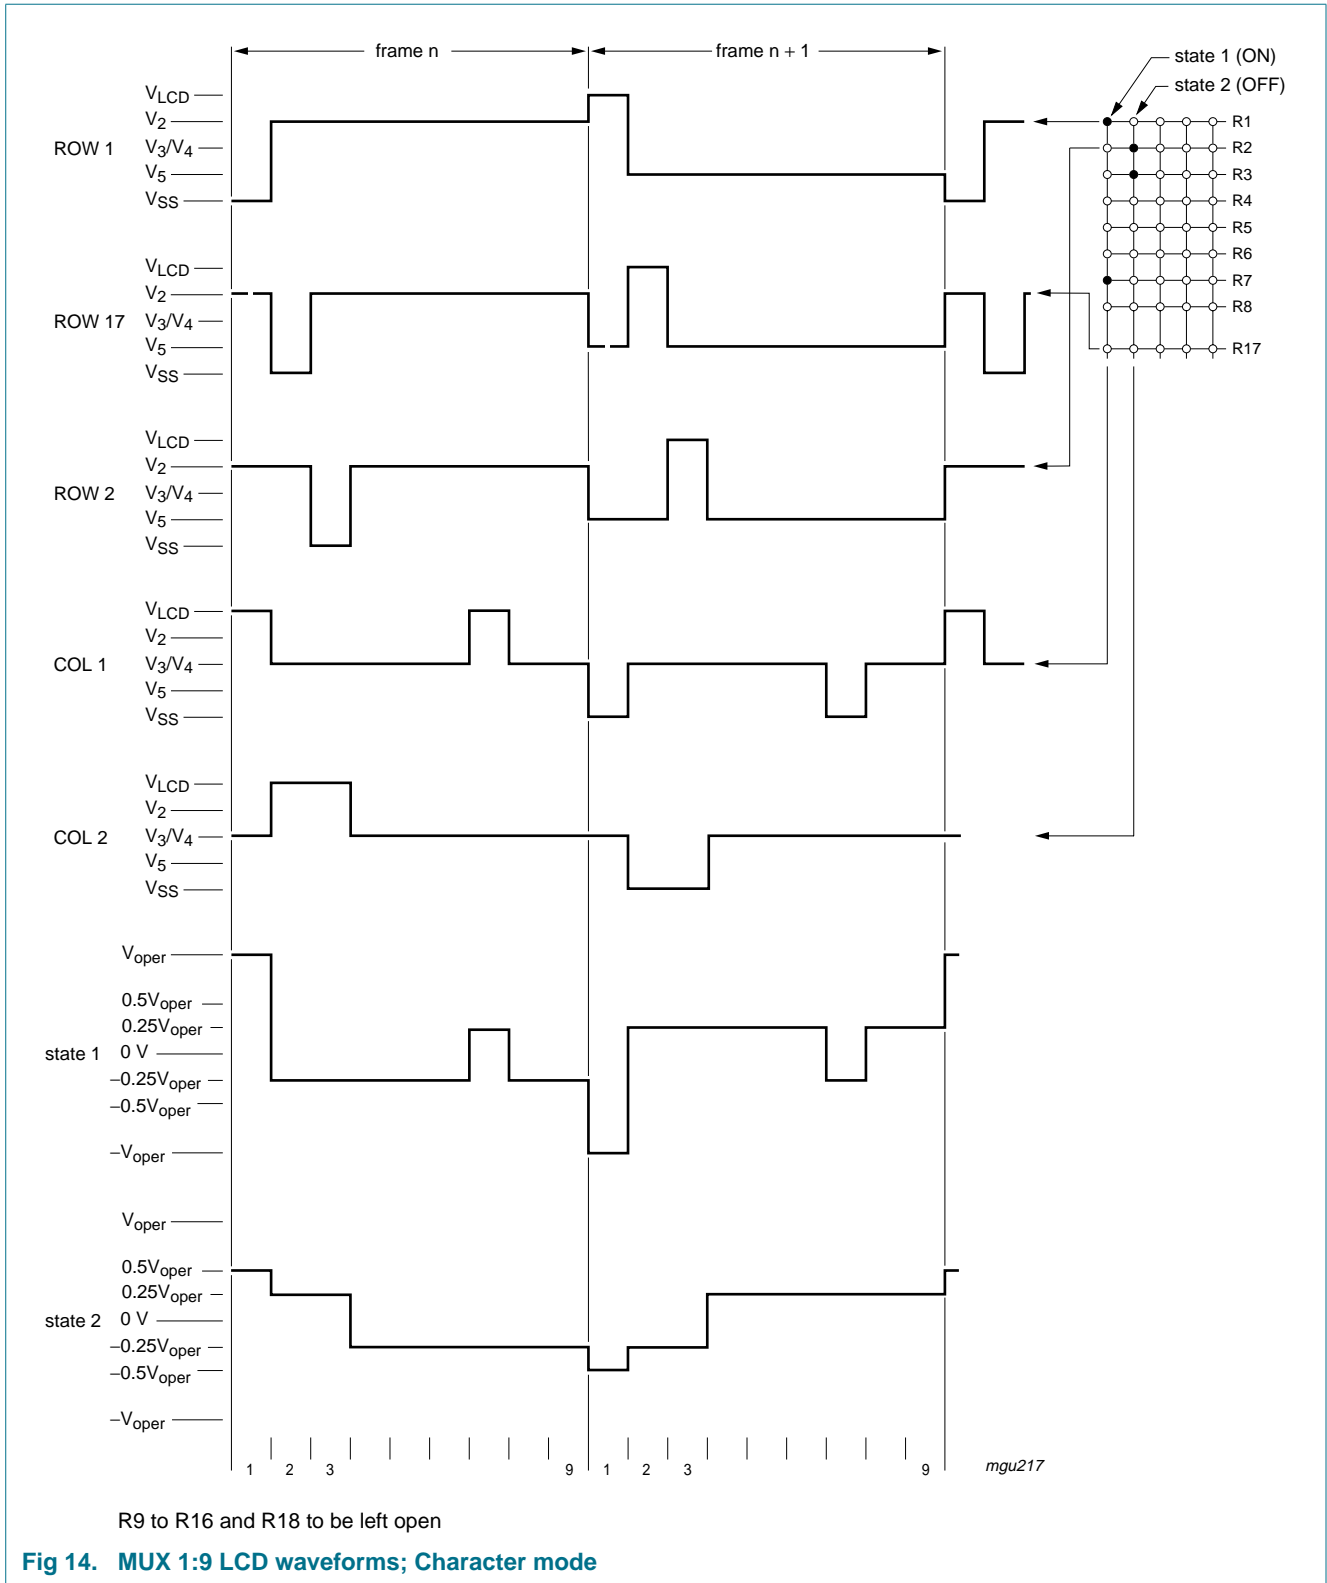 frame n
frame n + 1
state 1 (ON)
state 2 (OFF)
ROW 1
VLCD
V2
V3/V4
V5
VSS
R1
R2
R3
R4
R5
R6
R7
R8
R17
ROW 17
VLCD
V2
V3/V4
V5
VSS
ROW 2
VLCD
V2
V3/V4
V5
VSS
COL 1
VLCD
V2
V3/V4
V5
VSS
COL 2
VLCD
V2
V3/V4
V5
VSS
state 1
Voper
0.5Voper
0.25Voper
0 V
−0.25Voper
−0.5Voper
−Voper
state 2
Voper
0.5Voper
0.25Voper
0 V
−0.25Voper
−0.5Voper
−Voper
1 2 3 9 1 2 3 9
mgu217
R9 to R16 and R18 to be left open
Fig 14. MUX 1:9 LCD waveforms; Character mode